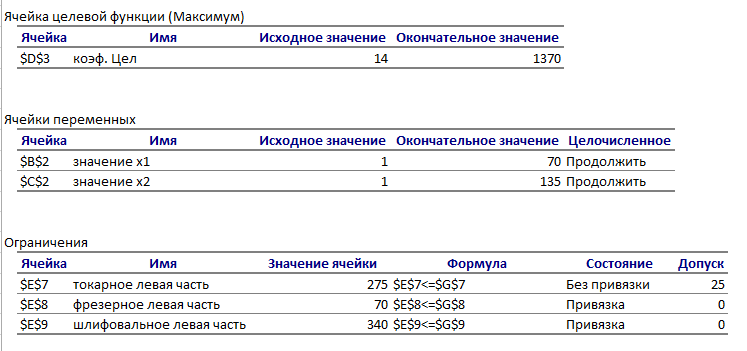 Ячейка целевой функции (Максимум)
Ячейка Имя Исходное значение Окончательное значение
$D$3 коэф. Цел 14 1370
Ячейки переменных
Ячейка Имя Исходное значение Окончательное значение Целочисленное
$B$2 значение x1 1 70 Продолжить
$C$2 значение x2 1 135 Продолжить
Ограничения
Ячейка Имя Значение ячейки Формула Состояние Допуск
$E$7 токарное левая часть 275 $E$7<=$G$7 Без привязки 25
$E$8 фрезерное левая часть 70 $E$8<=$G$8 Привязка 0
$E$9 шлифовальное левая часть 340 $E$9<=$G$9 Привязка 0